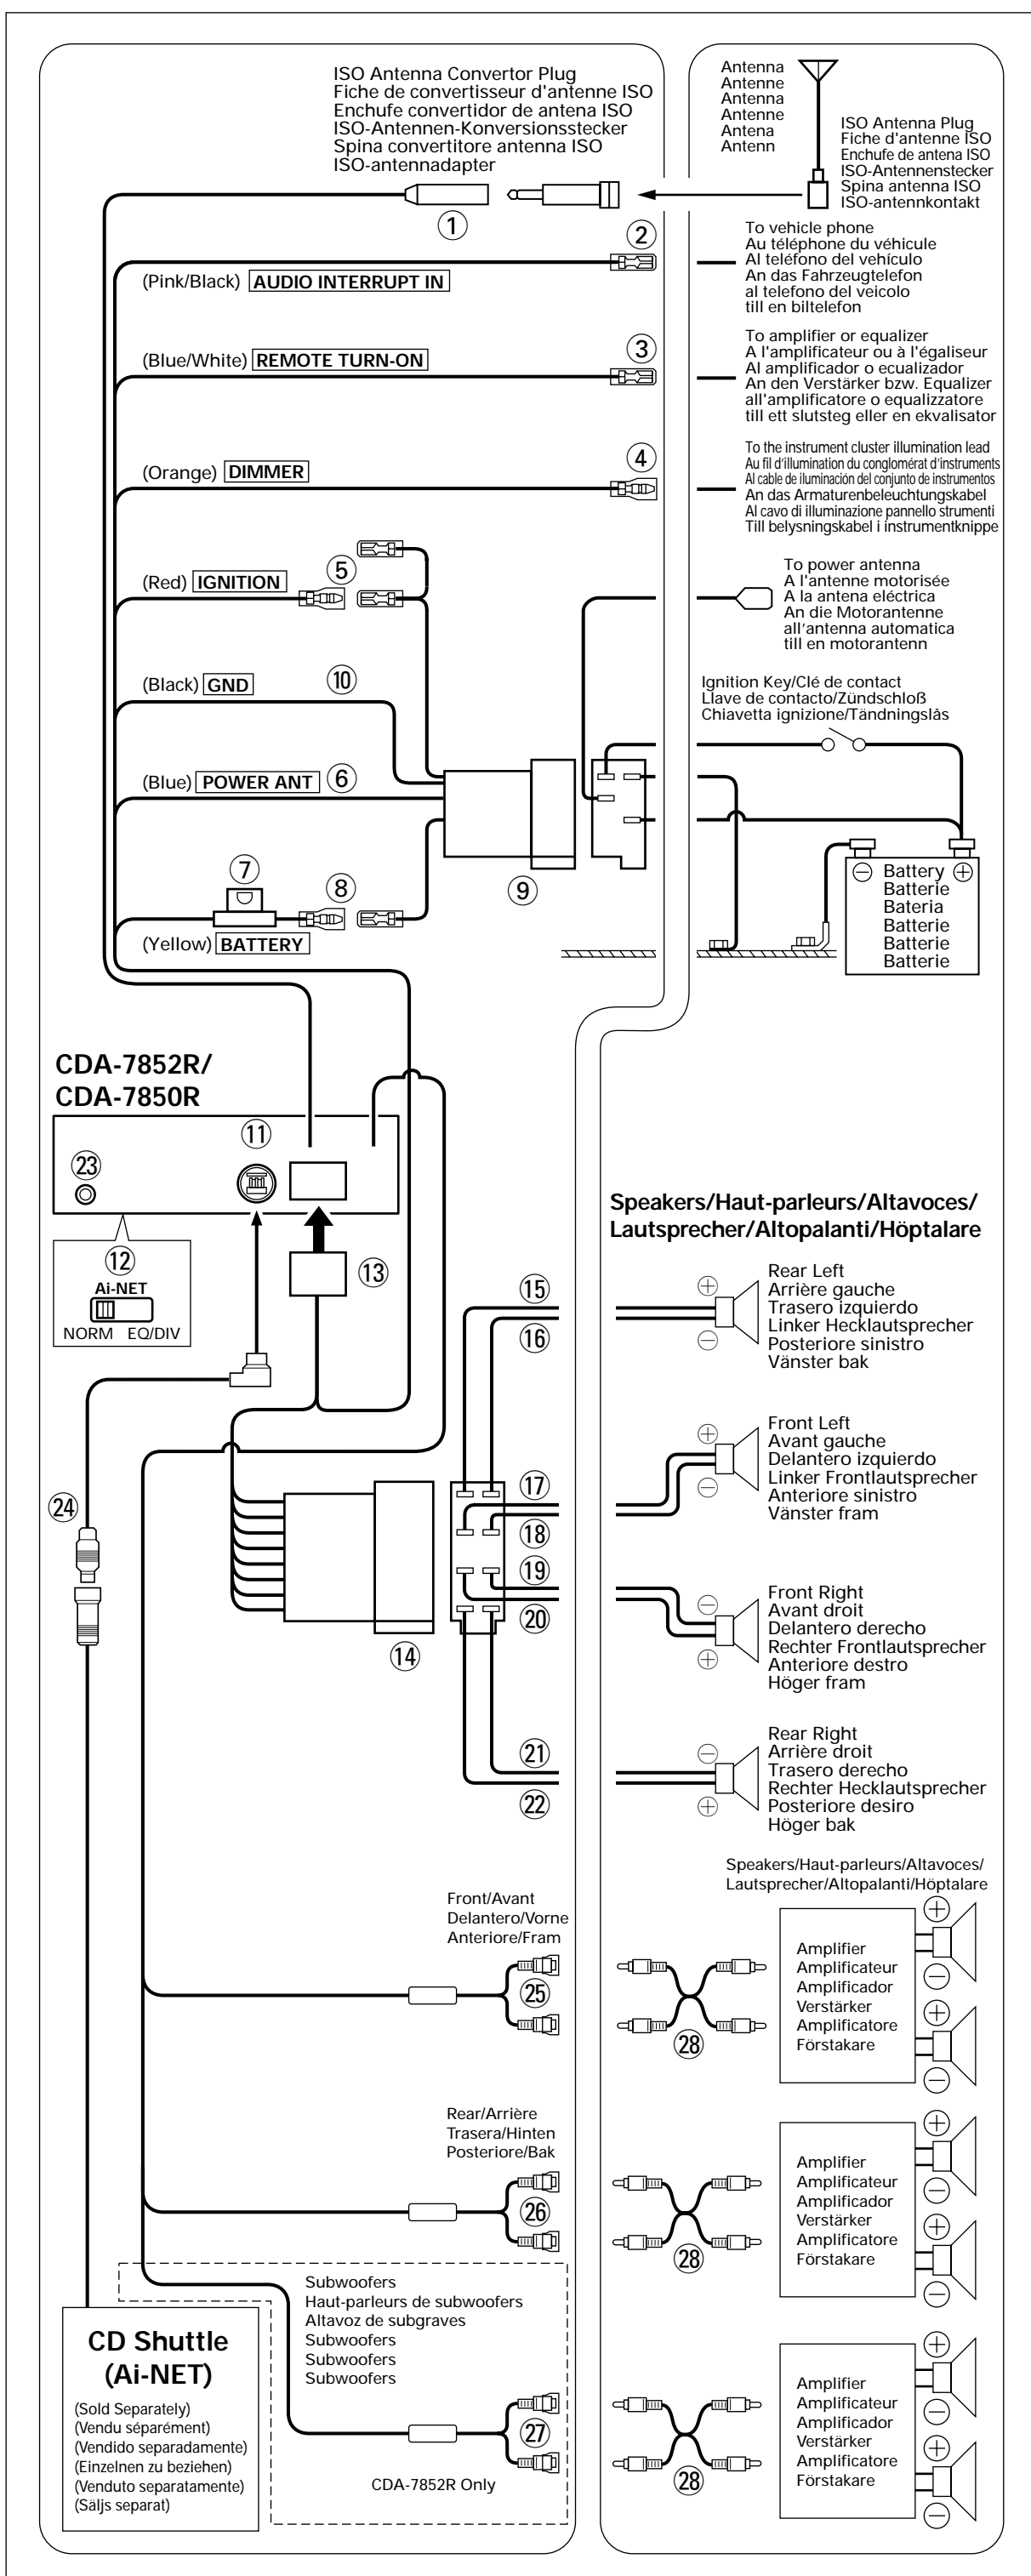 ISO Antenna Convertor Plug
Fiche de convertisseur d'antenne ISO
Enchufe convertidor de antena ISO
ISO-Antennen-Konversionsstecker
Spina convertitore antenna ISO
ISO-antennadapter
Antenna
Antenne
Antenna
Antenne
Antena
Antenn
ISO Antenna Plug
Fiche d'antenne ISO
Enchufe de antena ISO
ISO-Antennenstecker
Spina antenna ISO
ISO-antennkontakt
1
2
(Pink/Black) AUDIO INTERRUPT IN
To vehicle phone
Au téléphone du véhicule
Al teléfono del vehículo
An das Fahrzeugtelefon
al telefono del veicolo
till en biltelefon
(Blue/White) REMOTE TURN-ON
3
To amplifier or equalizer
A l'amplificateur ou à l'égaliseur
Al amplificador o ecualizador
An den Verstärker bzw. Equalizer
all'amplificatore o equalizzatore
till ett slutsteg eller en ekvalisator
(Orange) DIMMER
4
To the instrument cluster illumination lead
Au fil d'illumination du conglomérat d'instruments
Al cable de iluminación del conjunto de instrumentos
An das Armaturenbeleuchtungskabel
Al cavo di illuminazione pannello strumenti
Till belysningskabel i instrumentknippe
(Red) IGNITION
5
To power antenna
A l'antenne motorisée
A la antena eléctrica
An die Motorantenne
all'antenna automatica
till en motorantenn
(Black) GND
10
Ignition Key/Clé de contact
Llave de contacto/Zündschloß
Chiavetta ignizione/Tändningslås
(Blue) POWER ANT
6
7
8
9
(Yellow) BATTERY
⊖ Battery ⊕
Batterie
Bateria
Batterie
Batterie
Batterie
CDA-7852R/
CDA-7850R
11
23
12
Ai-NET
NORM EQ/DIV
13
Speakers/Haut-parleurs/Altavoces/
Lautsprecher/Altopalanti/Höptalare
15
16
⊕
⊖
Rear Left
Arrière gauche
Trasero izquierdo
Linker Hecklautsprecher
Posteriore sinistro
Vänster bak
17
18
⊕
⊖
Front Left
Avant gauche
Delantero izquierdo
Linker Frontlautsprecher
Anteriore sinistro
Vänster fram
24
19
20
14
⊖
⊕
Front Right
Avant droit
Delantero derecho
Rechter Frontlautsprecher
Anteriore destro
Höger fram
21
22
⊖
⊕
Rear Right
Arrière droit
Trasero derecho
Rechter Hecklautsprecher
Posteriore desiro
Höger bak
Speakers/Haut-parleurs/Altavoces/
Lautsprecher/Altopalanti/Höptalare
Front/Avant
Delantero/Vorne
Anteriore/Fram
25
28
Amplifier
Amplificateur
Amplificador
Verstärker
Amplificatore
Förstakare
⊕
⊖
⊕
⊖
Rear/Arrière
Trasera/Hinten
Posteriore/Bak
26
28
Amplifier
Amplificateur
Amplificador
Verstärker
Amplificatore
Förstakare
⊕
⊖
⊕
⊖
Subwoofers
Haut-parleurs de subwoofers
Altavoz de subgraves
Subwoofers
Subwoofers
Subwoofers
27
CDA-7852R Only
28
Amplifier
Amplificateur
Amplificador
Verstärker
Amplificatore
Förstakare
⊕
⊖
⊕
⊖
CD Shuttle
(Ai-NET)
(Sold Separately)
(Vendu séparément)
(Vendido separadamente)
(Einzelnen zu beziehen)
(Venduto separatamente)
(Säljs separat)